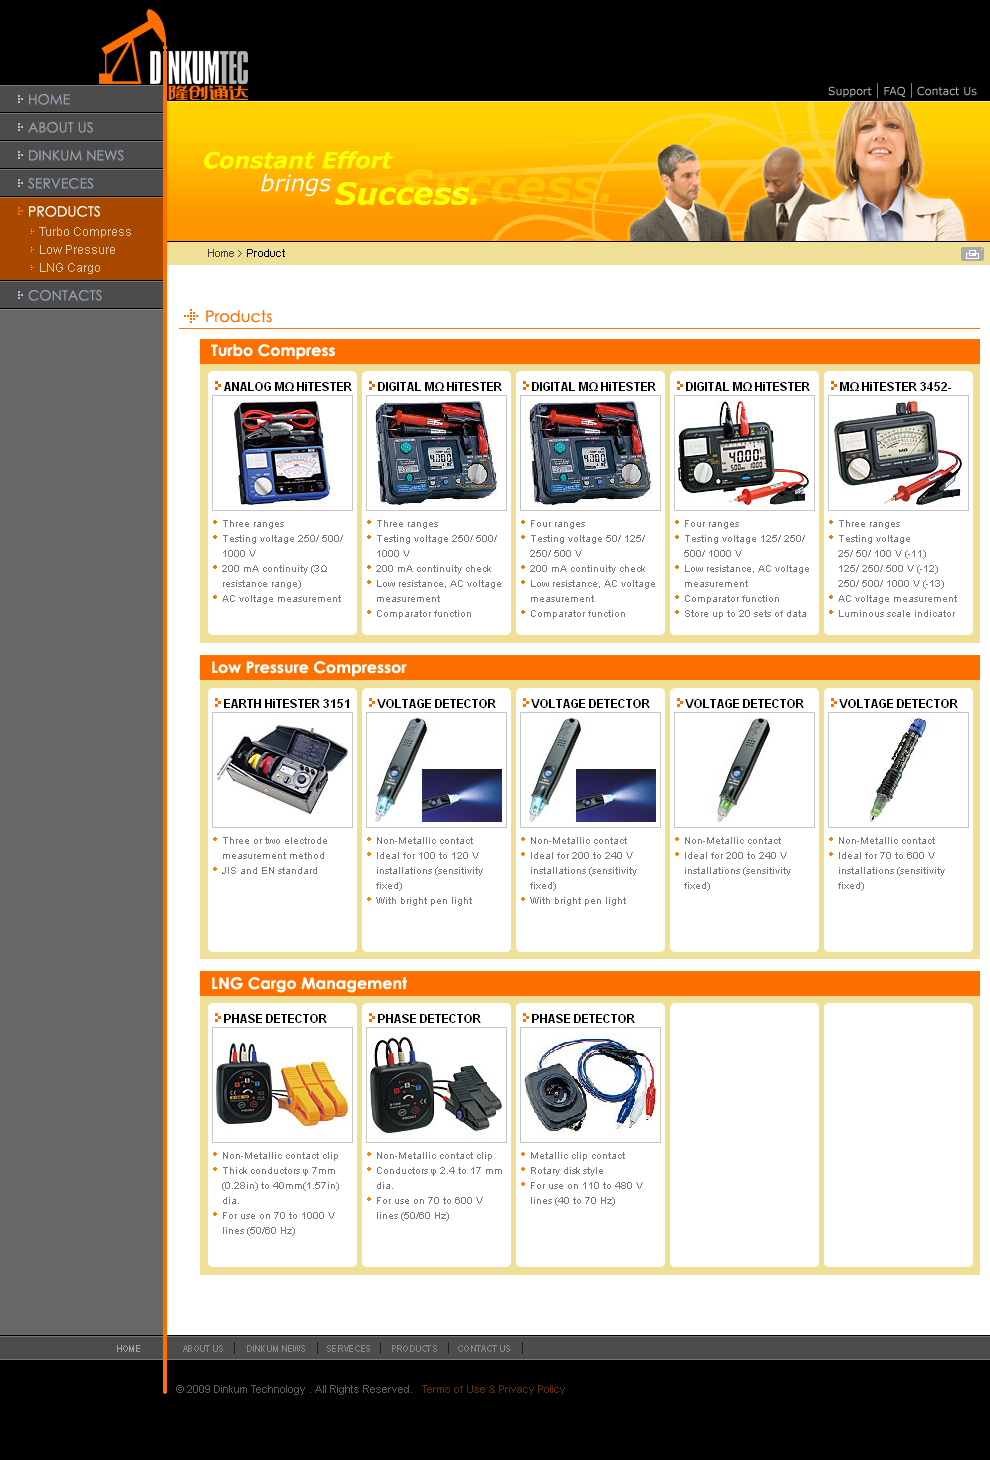 DINKUMTEC
隆创通达
Support FAQ Contact Us
HOME
ABOUT US
DINKUM NEWS
SERVECES
PRODUCTS
Turbo Compress
Low Pressure
LNG Cargo
CONTACTS
Constant Effort
brings Success.
Success.
Home > Product
Products
Turbo Compress
ANALOG MΩ HiTESTER
Three ranges
Testing voltage 250/ 500/
1000 V
200 mA continuity (3Ω
resistance range)
AC voltage measurement
DIGITAL MΩ HiTESTER
Three ranges
Testing voltage 250/ 500/
1000 V
200 mA continuity check
Low resistance, AC voltage
measurement
Comparator function
DIGITAL MΩ HiTESTER
Four ranges
Testing voltage 50/ 125/
250/ 500 V
200 mA continuity check
Low resistance, AC voltage
measurement
Comparator function
DIGITAL MΩ HiTESTER
40.00
Four ranges
Testing voltage 125/ 250/
500/ 1000 V
Low resistance, AC voltage
measurement
Comparator function
Store up to 20 sets of data
MΩ HiTESTER 3452-
Three ranges
Testing voltage
25/ 50/ 100 V (-11)
125/ 250/ 500 V (-12)
250/ 500/ 1000 V (-13)
AC voltage measurement
Luminous scale indicator
Low Pressure Compressor
EARTH HiTESTER 3151
Three or two electrode
measurement method
JIS and EN standard
VOLTAGE DETECTOR
Non-Metallic contact
Ideal for 100 to 120 V
installations (sensitivity
fixed)
With bright pen light
VOLTAGE DETECTOR
Non-Metallic contact
Ideal for 200 to 240 V
installations (sensitivity
fixed)
With bright pen light
VOLTAGE DETECTOR
Non-Metallic contact
Ideal for 200 to 240 V
installations (sensitivity
fixed)
VOLTAGE DETECTOR
Non-Metallic contact
Ideal for 70 to 600 V
installations (sensitivity
fixed)
LNG Cargo Management
PHASE DETECTOR
Non-Metallic contact clip
Thick conductors φ 7mm
(0.28in) to 40mm(1.57in)
dia.
For use on 70 to 1000 V
lines (50/60 Hz)
PHASE DETECTOR
Non-Metallic contact clip
Conductors φ 2.4 to 17 mm
dia.
For use on 70 to 600 V
lines (50/60 Hz)
PHASE DETECTOR
Metallic clip contact
Rotary disk style
For use on 110 to 480 V
lines (40 to 70 Hz)
HOME ABOUT US DINKUM NEWS SERVECES PRODUCTS CONTACT US
© 2009 Dinkum Technology . All Rights Reserved. Terms of Use & Privacy Policy